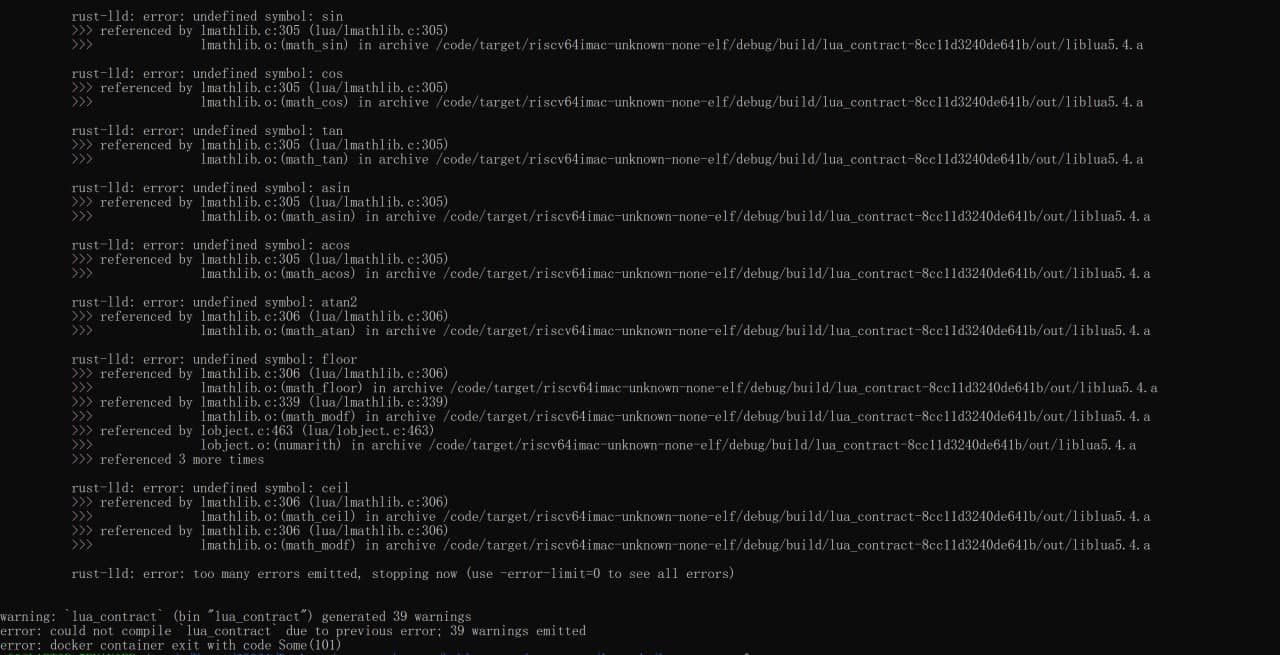 rust-lld: error: undefined symbol: sin
>>> referenced by lmathlib.c:305 (lua/lmathlib.c:305)
>>>               lmathlib.o:(math_sin) in archive /code/target/riscv64imac-unknown-none-elf/debug/build/lua_contract-8cc11d3240de641b/out/liblua5.4.a
rust-lld: error: undefined symbol: cos
>>> referenced by lmathlib.c:305 (lua/lmathlib.c:305)
>>>               lmathlib.o:(math_cos) in archive /code/target/riscv64imac-unknown-none-elf/debug/build/lua_contract-8cc11d3240de641b/out/liblua5.4.a
rust-lld: error: undefined symbol: tan
>>> referenced by lmathlib.c:305 (lua/lmathlib.c:305)
>>>               lmathlib.o:(math_tan) in archive /code/target/riscv64imac-unknown-none-elf/debug/build/lua_contract-8cc11d3240de641b/out/liblua5.4.a
rust-lld: error: undefined symbol: asin
>>> referenced by lmathlib.c:305 (lua/lmathlib.c:305)
>>>               lmathlib.o:(math_asin) in archive /code/target/riscv64imac-unknown-none-elf/debug/build/lua_contract-8cc11d3240de641b/out/liblua5.4.a
rust-lld: error: undefined symbol: acos
>>> referenced by lmathlib.c:305 (lua/lmathlib.c:305)
>>>               lmathlib.o:(math_acos) in archive /code/target/riscv64imac-unknown-none-elf/debug/build/lua_contract-8cc11d3240de641b/out/liblua5.4.a
rust-lld: error: undefined symbol: atan2
>>> referenced by lmathlib.c:306 (lua/lmathlib.c:306)
>>>               lmathlib.o:(math_atan) in archive /code/target/riscv64imac-unknown-none-elf/debug/build/lua_contract-8cc11d3240de641b/out/liblua5.4.a
rust-lld: error: undefined symbol: floor
>>> referenced by lmathlib.c:306 (lua/lmathlib.c:306)
>>>               lmathlib.o:(math_floor) in archive /code/target/riscv64imac-unknown-none-elf/debug/build/lua_contract-8cc11d3240de641b/out/liblua5.4.a
>>> referenced by lmathlib.c:339 (lua/lmathlib.c:339)
>>>               lmathlib.o:(math_modf) in archive /code/target/riscv64imac-unknown-none-elf/debug/build/lua_contract-8cc11d3240de641b/out/liblua5.4.a
>>> referenced by lobject.c:463 (lua/lobject.c:463)
>>>               lobject.o:(numarith) in archive /code/target/riscv64imac-unknown-none-elf/debug/build/lua_contract-8cc11d3240de641b/out/liblua5.4.a
>>> referenced 3 more times
rust-lld: error: undefined symbol: ceil
>>> referenced by lmathlib.c:306 (lua/lmathlib.c:306)
>>>               lmathlib.o:(math_ceil) in archive /code/target/riscv64imac-unknown-none-elf/debug/build/lua_contract-8cc11d3240de641b/out/liblua5.4.a
>>> referenced by lmathlib.c:306 (lua/lmathlib.c:306)
>>>               lmathlib.o:(math_modf) in archive /code/target/riscv64imac-unknown-none-elf/debug/build/lua_contract-8cc11d3240de641b/out/liblua5.4.a
rust-lld: error: too many errors emitted, stopping now (use -error-limit=0 to see all errors)
warning: `lua_contract` (bin "lua_contract") generated 39 warnings
error: could not compile `lua_contract` due to previous error; 39 warnings emitted
error: docker container exit with code Some(101)